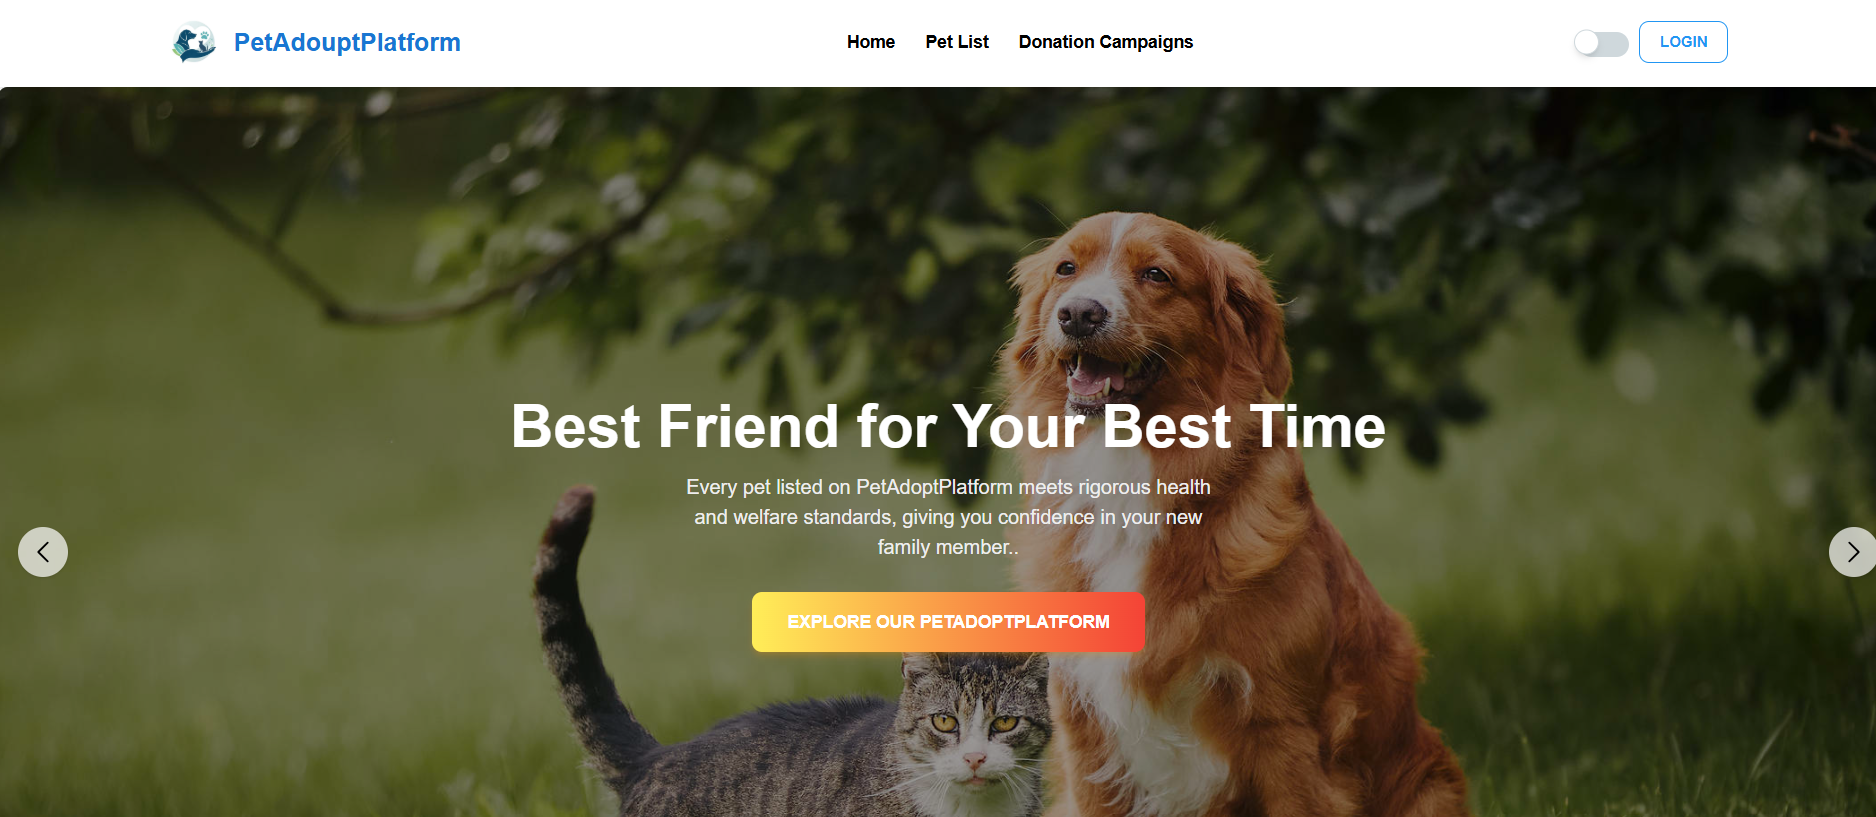 PetAdouptPlatform
Home
Pet List
Donation Campaigns
LOGIN
Best Friend for Your Best Time
Every pet listed on PetAdoptPlatform meets rigorous health
and welfare standards, giving you confidence in your new
family member..
EXPLORE OUR PETADOPTPLATFORM